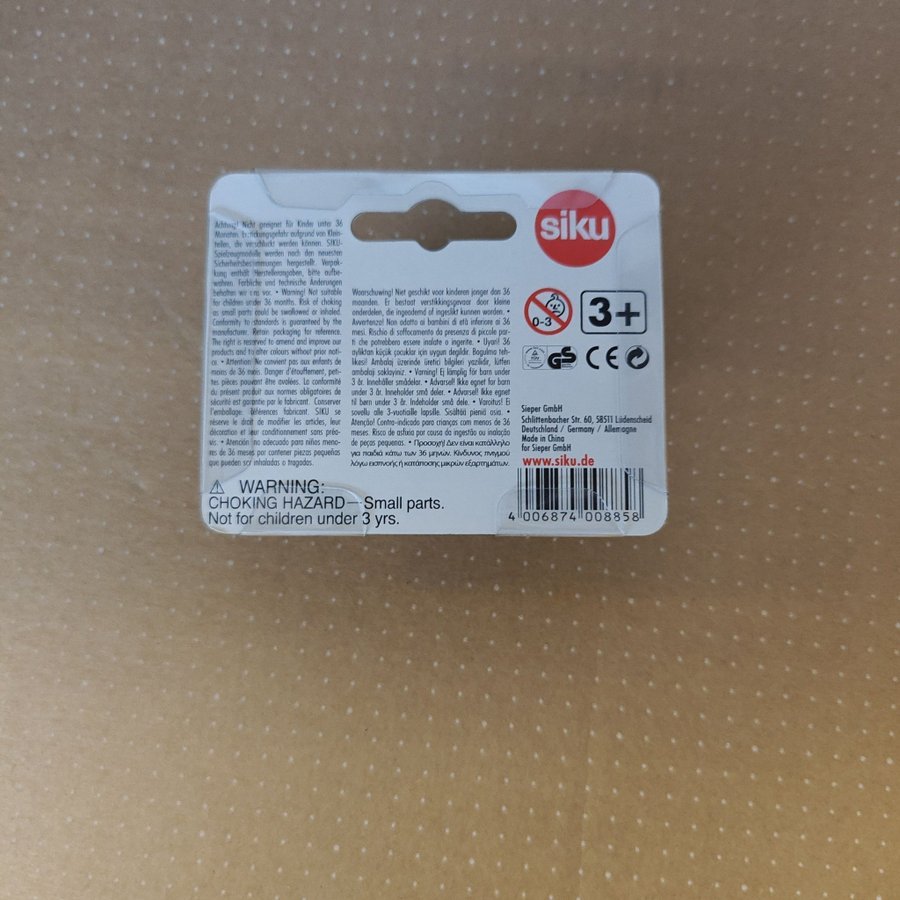 Achtung! Nicht geeignet für Kinder unter 36
Monaten. Erstickungsgefahr aufgrund von Klein-
teilen, die verschluckt werden können. SIKU-
Spielzeugmodelle werden nach den neuesten
Sicherheitsbestimmungen hergestellt. Verpak-
kung enthält Herstellerangaben, bitte aufbe-
wahren. Farbliche und technische Änderungen
behalten wir uns vor. • Warning! Not suitable
for children under 36 months. Risk of choking
as small parts could be swallowed or inhaled.
Conformity to standards is guaranteed by the
manufacturer. Retain packaging for reference.
The right is reserved to amend and improve our
products and to alter colours without prior noti-
ce. • Attention! Ne convient pas aux enfants de
moins de 36 mois. Danger d'étouffement, peti-
tes pièces pouvant être avalées. La conformité
du présent produit aux normes obligatoires de
sécurité est garantie par le fabricant. Conserver
l'emballage: références fabricant. SIKU se
réserve le droit de modifier les articles, leur
décoration et leur conditionnement sans préa-
vis. • Atención: no adecuado para niños meno-
res de 36 meses por contener piezas pequeñas
que pueden ser inhaladas o tragadas.
Waarschuwing! Niet geschikt voor kinderen jonger dan 36
maanden. Er bestaat verstikkingsgevaar door kleine
onderdelen, die ingeademd of ingeslikt kunnen worden. •
Avvertenza! Non adatto ai bambini di età inferiore ai 36
mesi. Rischio di soffocamento da presenza di piccole par-
ti che potrebbero essere inalate o ingerite. • Uyari! 36
ayliktan küçük çocuklar için uygun degildir. Bogulma teh-
likesi! Ambalaj üzerinde üretici bilgileri yazilidir, lütfen
ambalaji saklayiniz. • Varning! Ej lämplig för barn under
3 år. Innehåller smådelar. • Advarsel! Ikke egnet for barn
under 3 år. Inneholder små deler. • Advarsel! Ikke egnet
til børn under 3 år. Indeholder små dele. • Varoitus! Ei
sovellu alle 3-vuotiaille lapsille. Sisältää pieniä osia. •
Atenção! Contra-indicado para crianças com menos de 36
meses. Risco de asfixia por causa da ingestão ou inalação
de peças pequenas. • Προσοχή! Δεν είναι κατάλληλο
για παιδιά κάτω των 36 μηνών. Κίνδυνος πνιγμού
λόγω εισπνοής ή κατάποσης μικρών εξαρτημάτων.
WARNING:
CHOKING HAZARD—Small parts.
Not for children under 3 yrs.
siku
0-3
3+
GS CE
Sieper GmbH
Schlittenbacher Str. 60, 58511 Lüdenscheid
Deutschland / Germany / Allemagne
Made in China
for Sieper GmbH
www.siku.de
4 006874 008858